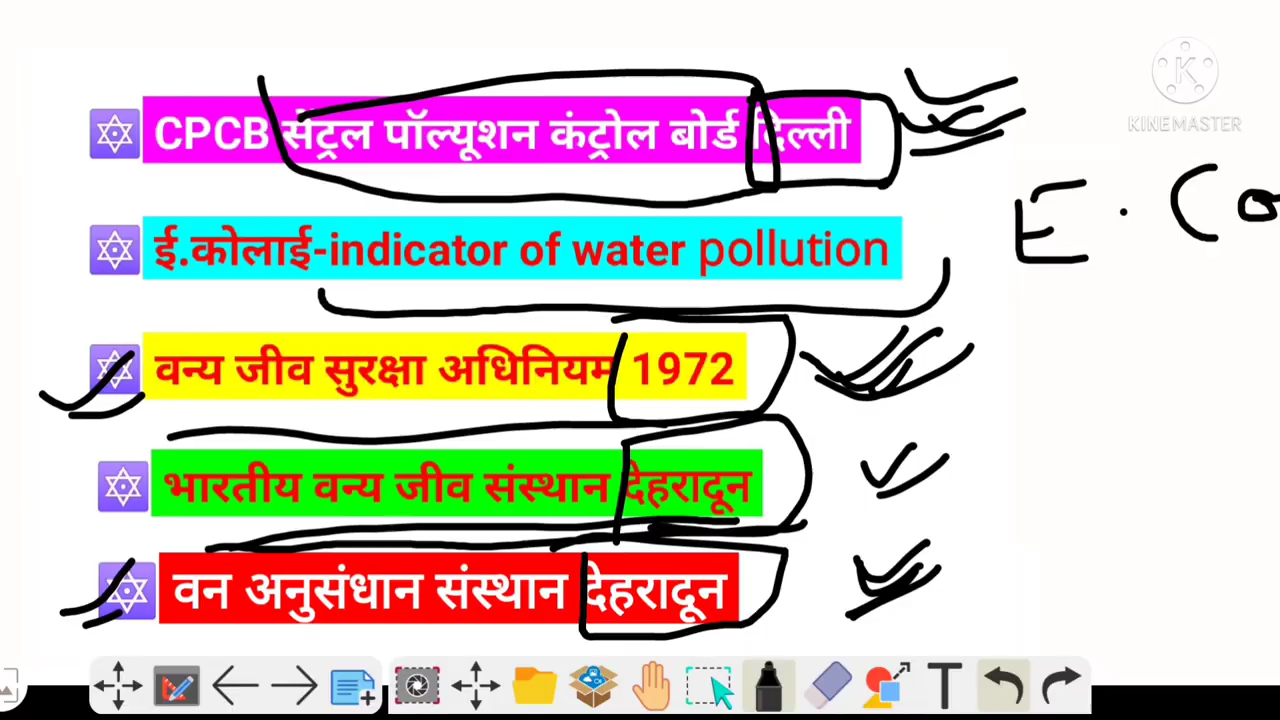 CPCB सेंट्रल पॉल्यूशन कंट्रोल बोर्ड दिल्ली
KINEMASTER
E. Co
ई.कोलाई-indicator of water pollution
वन्य जीव सुरक्षा अधिनियम 1972
भारतीय वन्य जीव संस्थान देहरादून
वन अनुसंधान संस्थान देहरादून